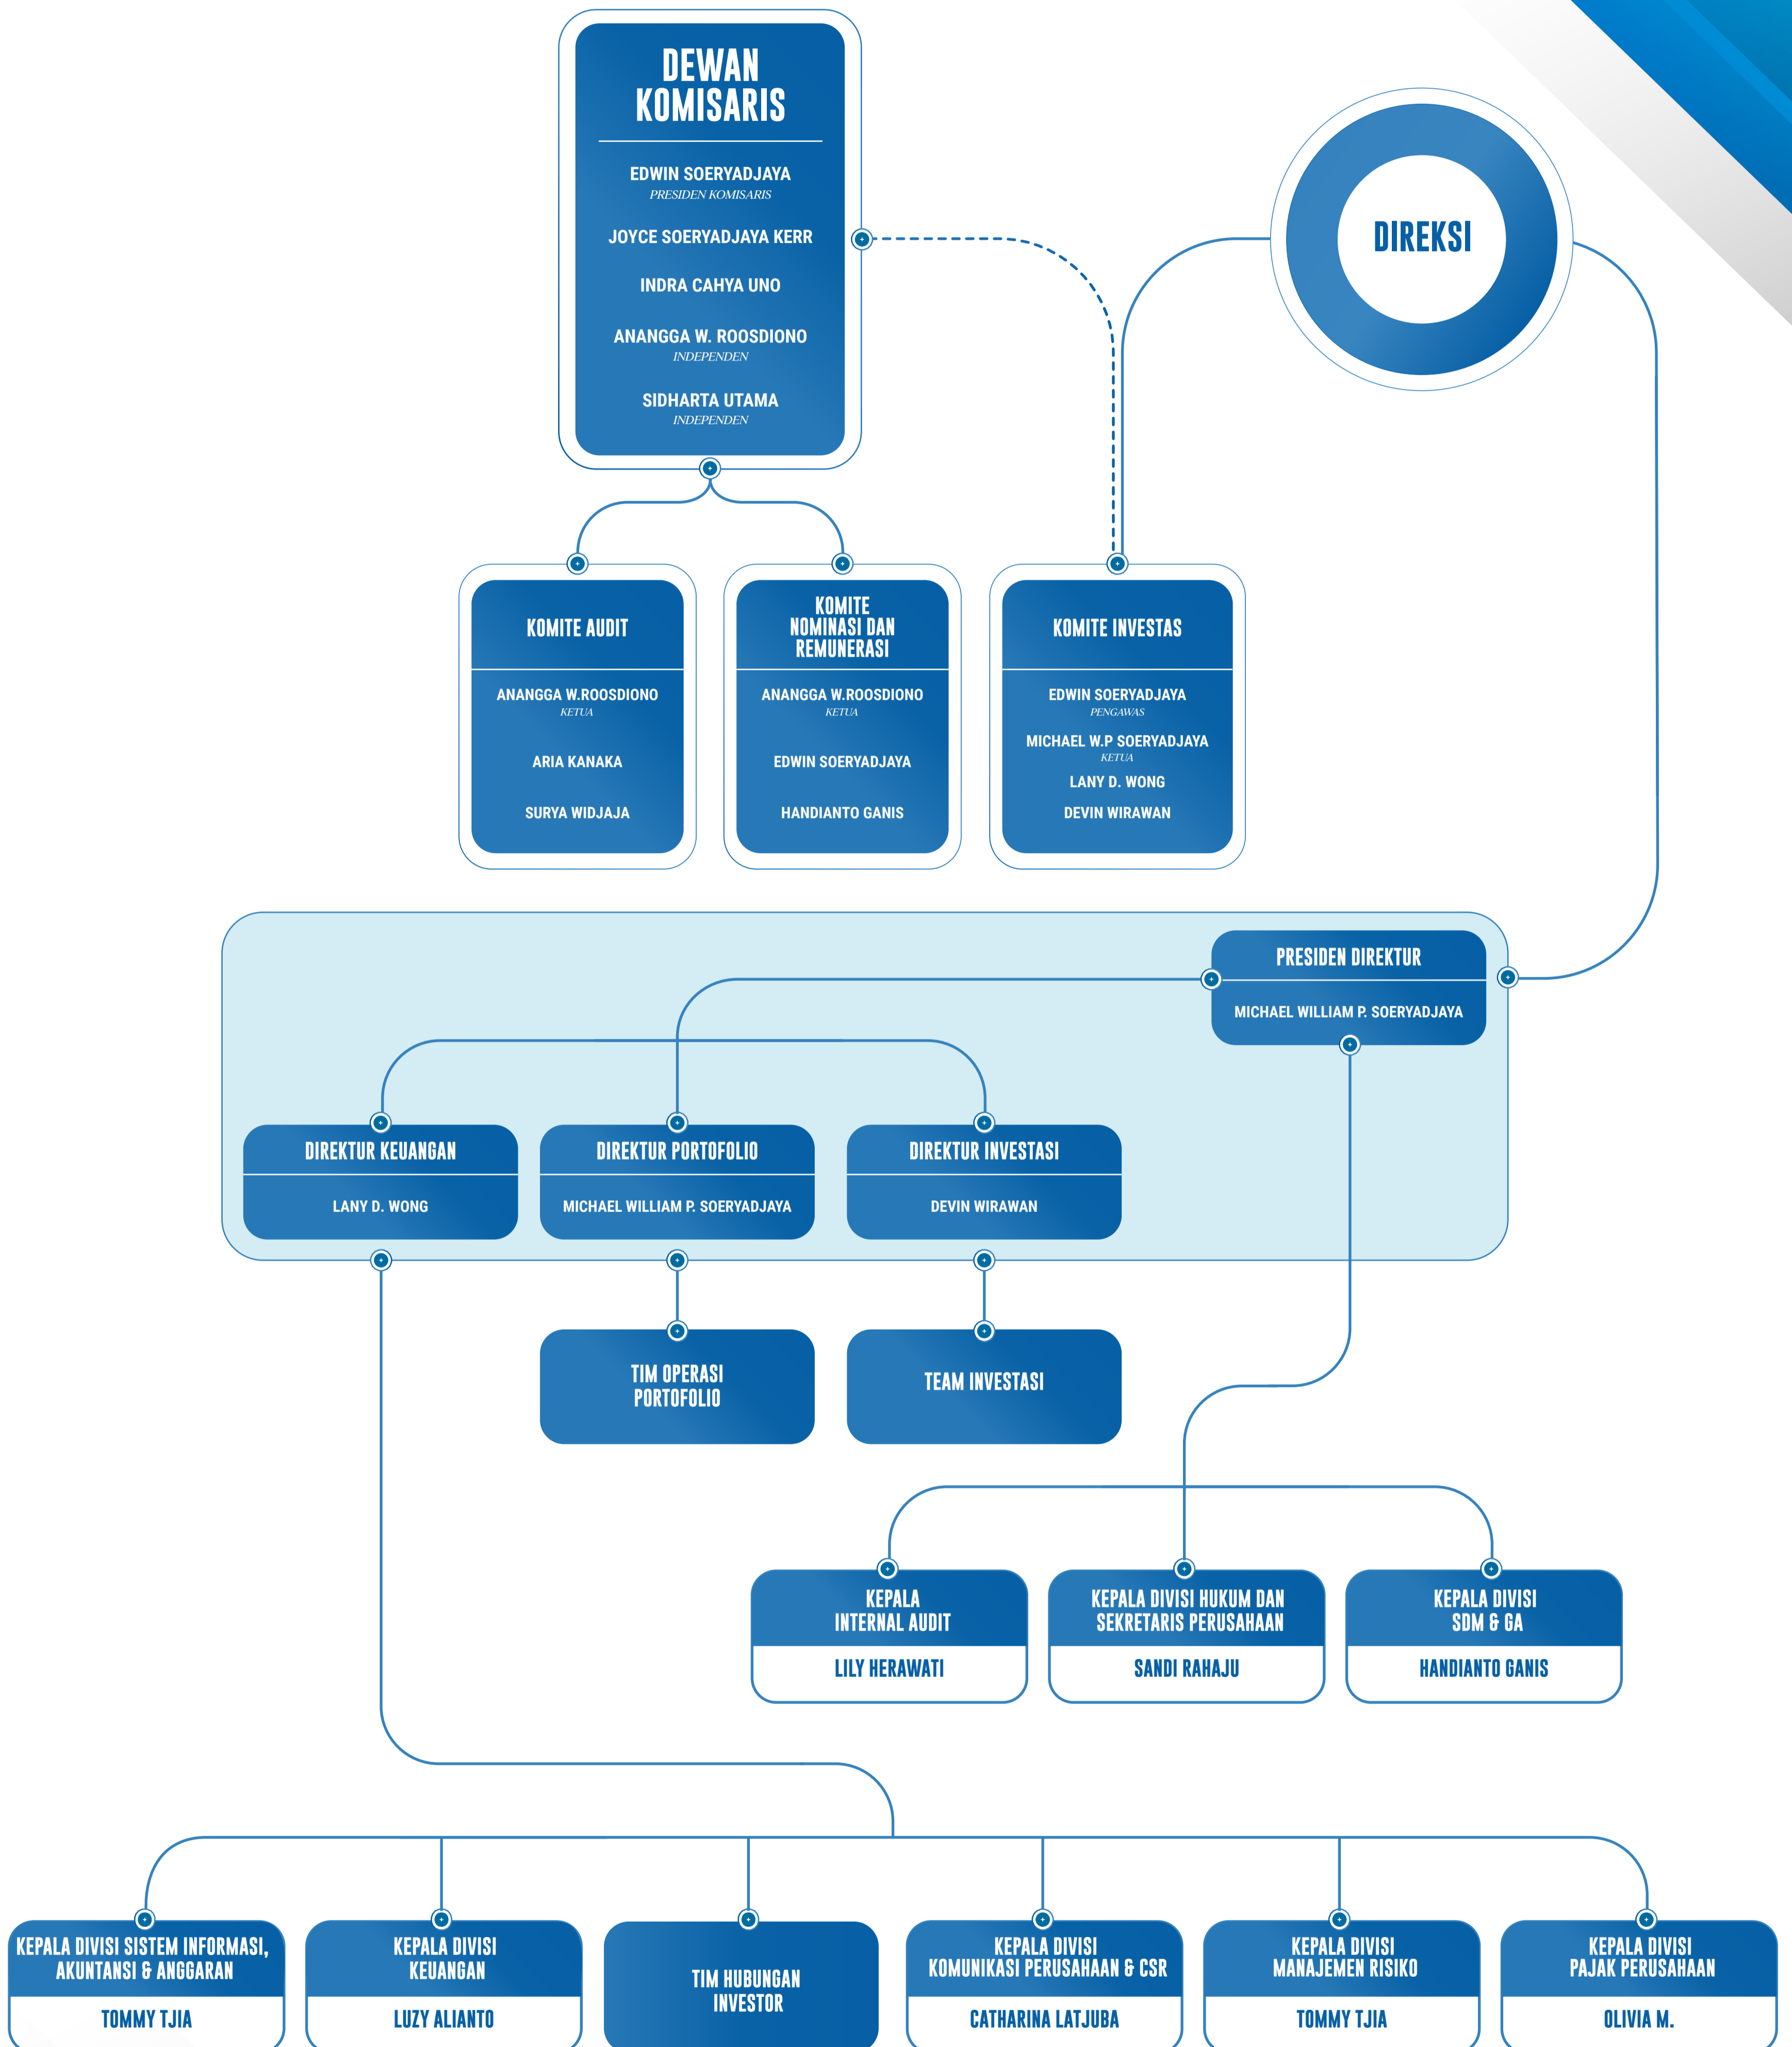 DEWAN
KOMISARIS
EDWIN SOERYADJAYA
PRESIDEN KOMISARIS
JOYCE SOERYADJAYA KERR
INDRA CAHYA UNO
ANANGGA W. ROOSDIONO
INDEPENDEN
SIDHARTA UTAMA
INDEPENDEN
DIREKSI
KOMITE AUDIT
ANANGGA W.ROOSDIONO
KETUA
ARIA KANAKA
SURYA WIDJAJA
KOMITE
NOMINASI DAN
REMUNERASI
ANANGGA W.ROOSDIONO
KETUA
EDWIN SOERYADJAYA
HANDIANTO GANIS
KOMITE INVESTAS
EDWIN SOERYADJAYA
PENGAWAS
MICHAEL W.P SOERYADJAYA
KETUA
LANY D. WONG
DEVIN WIRAWAN
PRESIDEN DIREKTUR
MICHAEL WILLIAM P. SOERYADJAYA
DIREKTUR KEUANGAN
LANY D. WONG
DIREKTUR PORTOFOLIO
MICHAEL WILLIAM P. SOERYADJAYA
DIREKTUR INVESTASI
DEVIN WIRAWAN
TIM OPERASI
PORTOFOLIO
TEAM INVESTASI
KEPALA
INTERNAL AUDIT
LILY HERAWATI
KEPALA DIVISI HUKUM DAN
SEKRETARIS PERUSAHAAN
SANDI RAHAJU
KEPALA DIVISI
SDM & GA
HANDIANTO GANIS
KEPALA DIVISI SISTEM INFORMASI,
AKUNTANSI & ANGGARAN
TOMMY TJIA
KEPALA DIVISI
KEUANGAN
LUZY ALIANTO
TIM HUBUNGAN
INVESTOR
KEPALA DIVISI
KOMUNIKASI PERUSAHAAN & CSR
CATHARINA LATJUBA
KEPALA DIVISI
MANAJEMEN RISIKO
TOMMY TJIA
KEPALA DIVISI
PAJAK PERUSAHAAN
OLIVIA M.